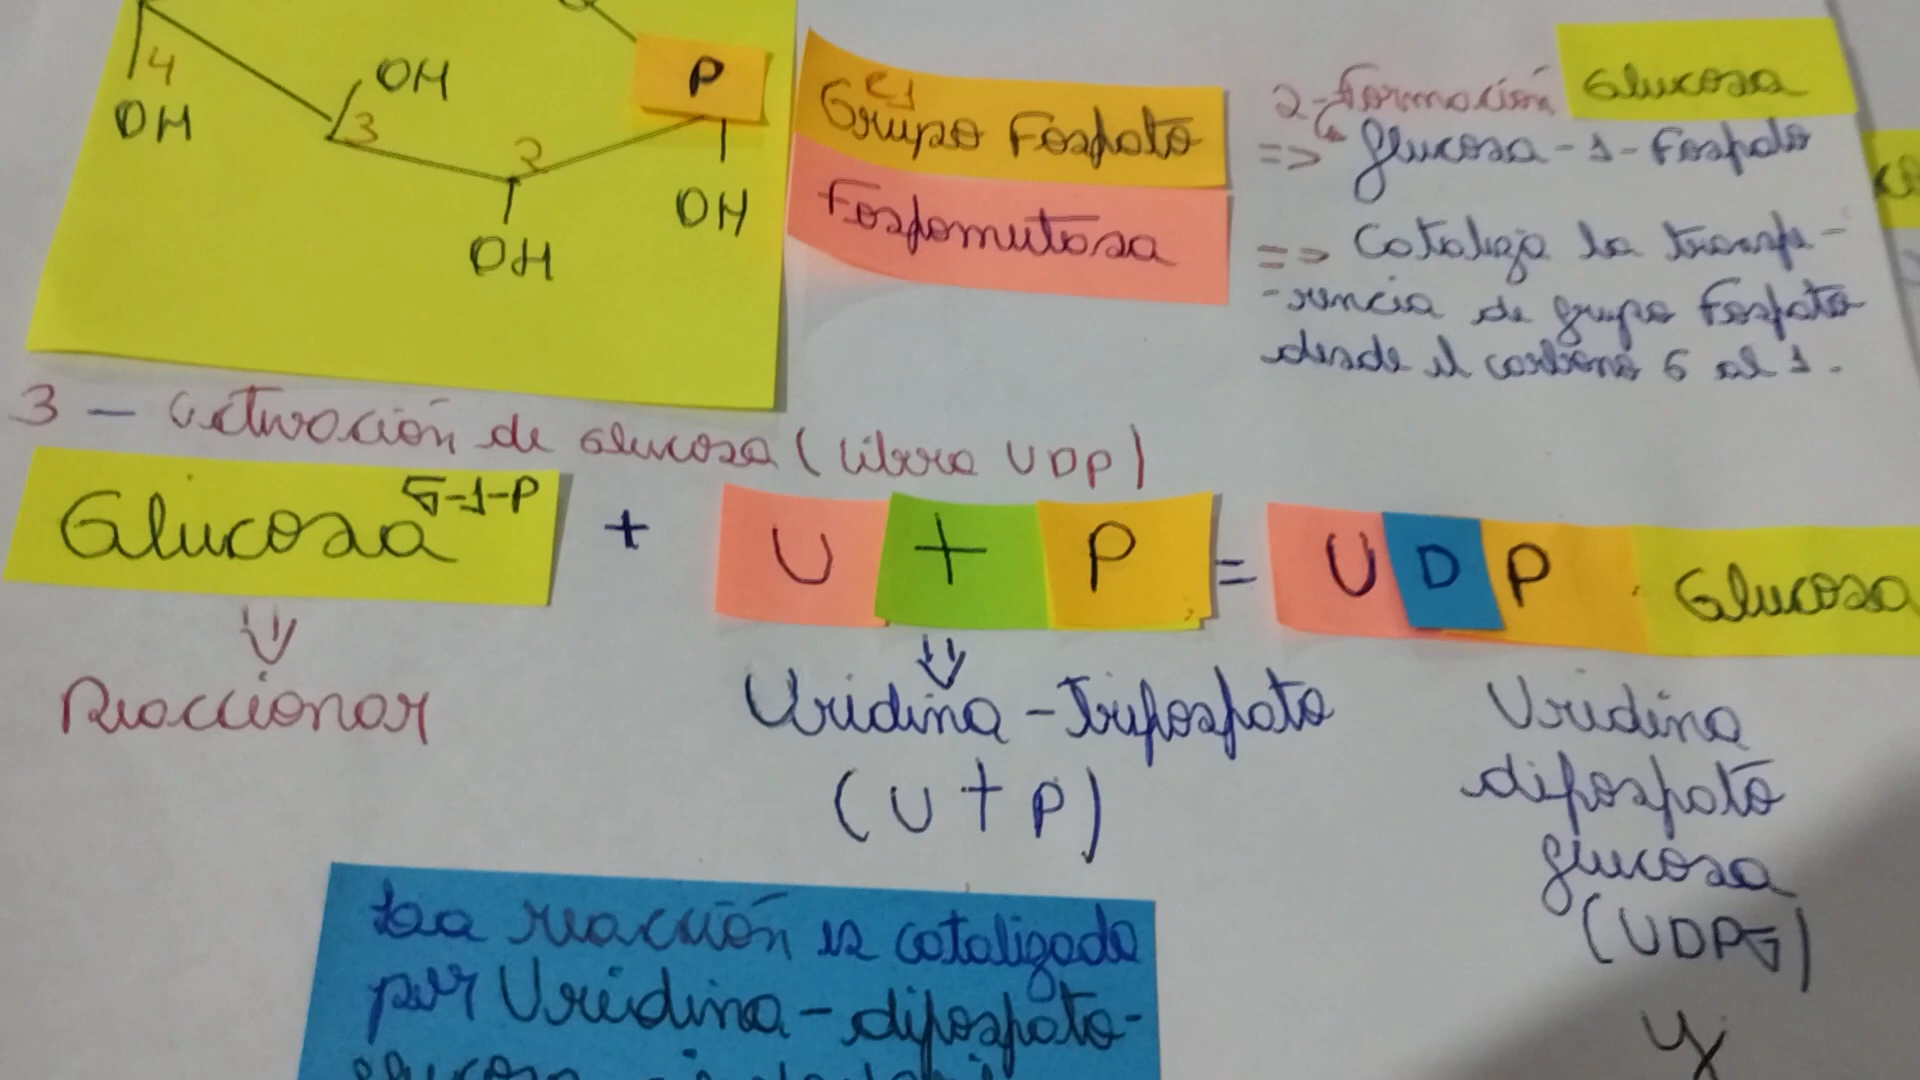 4
OH
OH
3
2
OH
P
OH
C1
Grupo Fosfato
Fosfomutasa
2-Formación Glucosa
=> glucosa-1-Fosfato
=> Cataliza la transfe-
-rencia de grupo Fosfato
desde el carbono 6 al 1.
3 - activación de glucosa (libera UDP)
Glucosa G-1-P + U T P = U D P Glucosa
Reaccionar
Uridina-Trifosfato
(UTP)
Uridina
difosfato
glucosa
(UDPG)
y
La reacción es catalizada
por Uridina-difosfato-